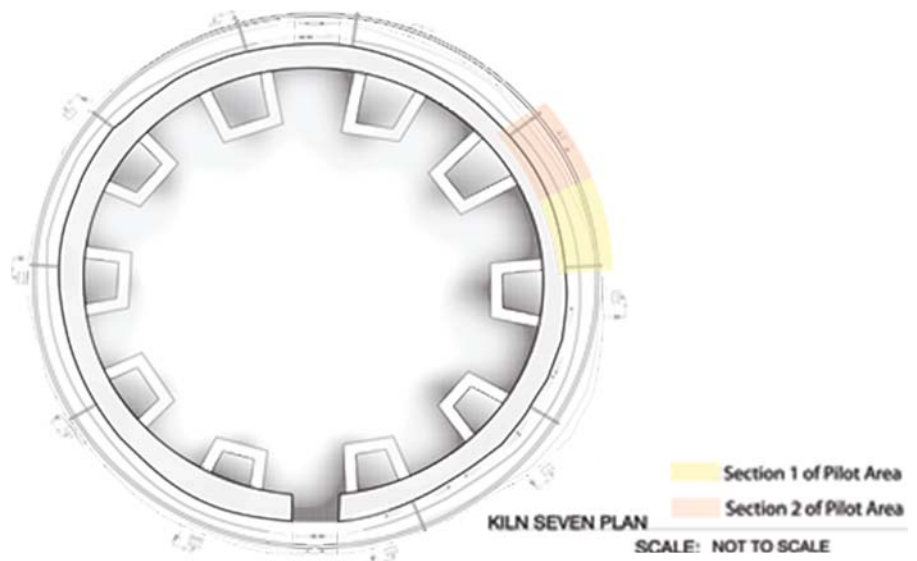 Section 1 of Pilot Area
Section 2 of Pilot Area
KILN SEVEN PLAN
SCALE: NOT TO SCALE